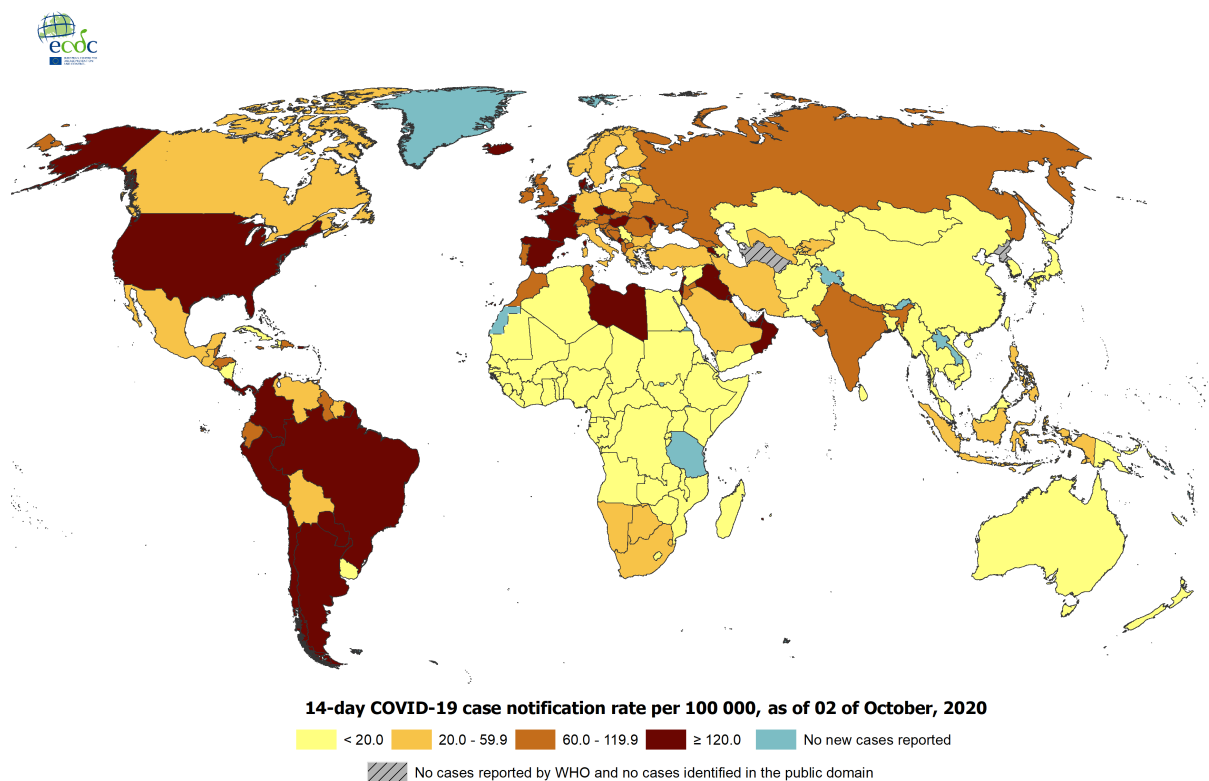 ecdc
14-day COVID-19 case notification rate per 100 000, as of 02 of October, 2020
< 20.0 20.0 - 59.9 60.0 - 119.9 ≥ 120.0 No new cases reported
No cases reported by WHO and no cases identified in the public domain